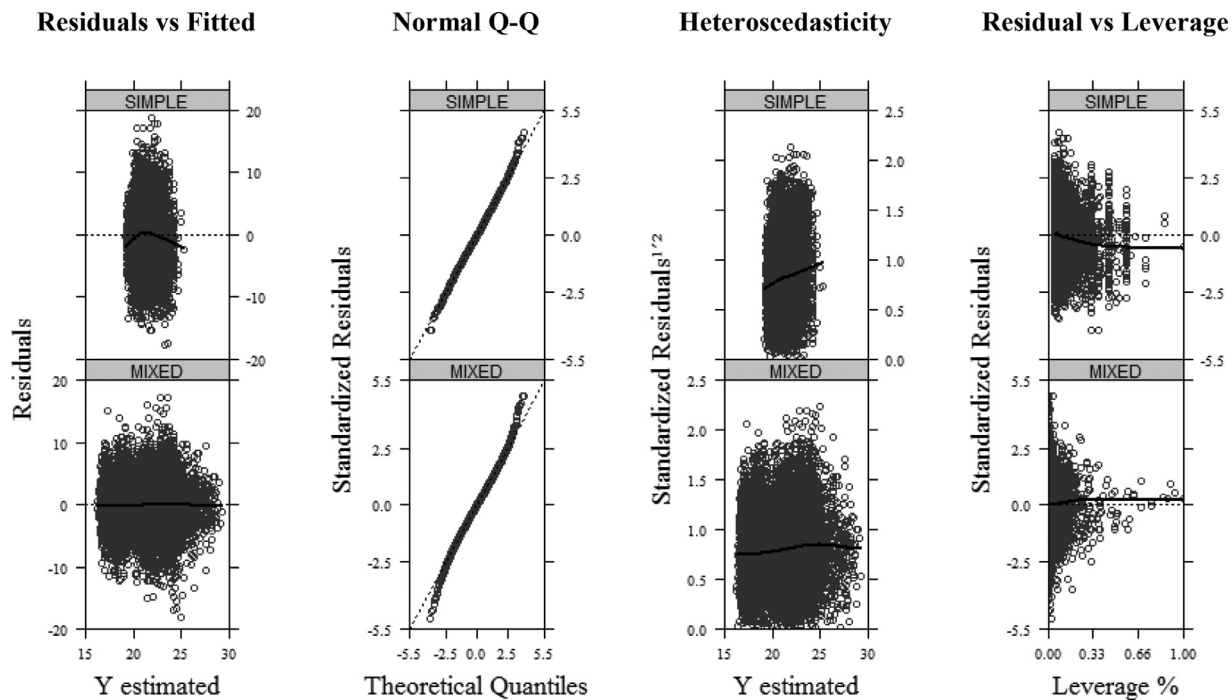 Residuals vs Fitted Normal Q-Q Heteroscedasticity Residual vs Leverage
SIMPLE SIMPLE SIMPLE SIMPLE
20 5.5 2.5 5.5
10 2.5 2.0 2.5
1.5
0 0.0 0.0
1.0
-10 -2.5 0.5 -2.5
-20 -5.5 0.0 -5.5
Residuals
Standardized Residuals
Standardized Residuals¹ʹ²
Standardized Residuals
MIXED MIXED MIXED MIXED
20 5.5 2.5 5.5
10 2.5 2.0 2.5
1.5
0 0.0 0.0
1.0
-10 -2.5 0.5 -2.5
-20 -5.5 0.0 -5.5
15 20 25 30 -5.5 -2.5 0.0 2.5 5.5 15 20 25 30 0.00 0.33 0.66 1.00
Y estimated Theoretical Quantiles Y estimated Leverage %